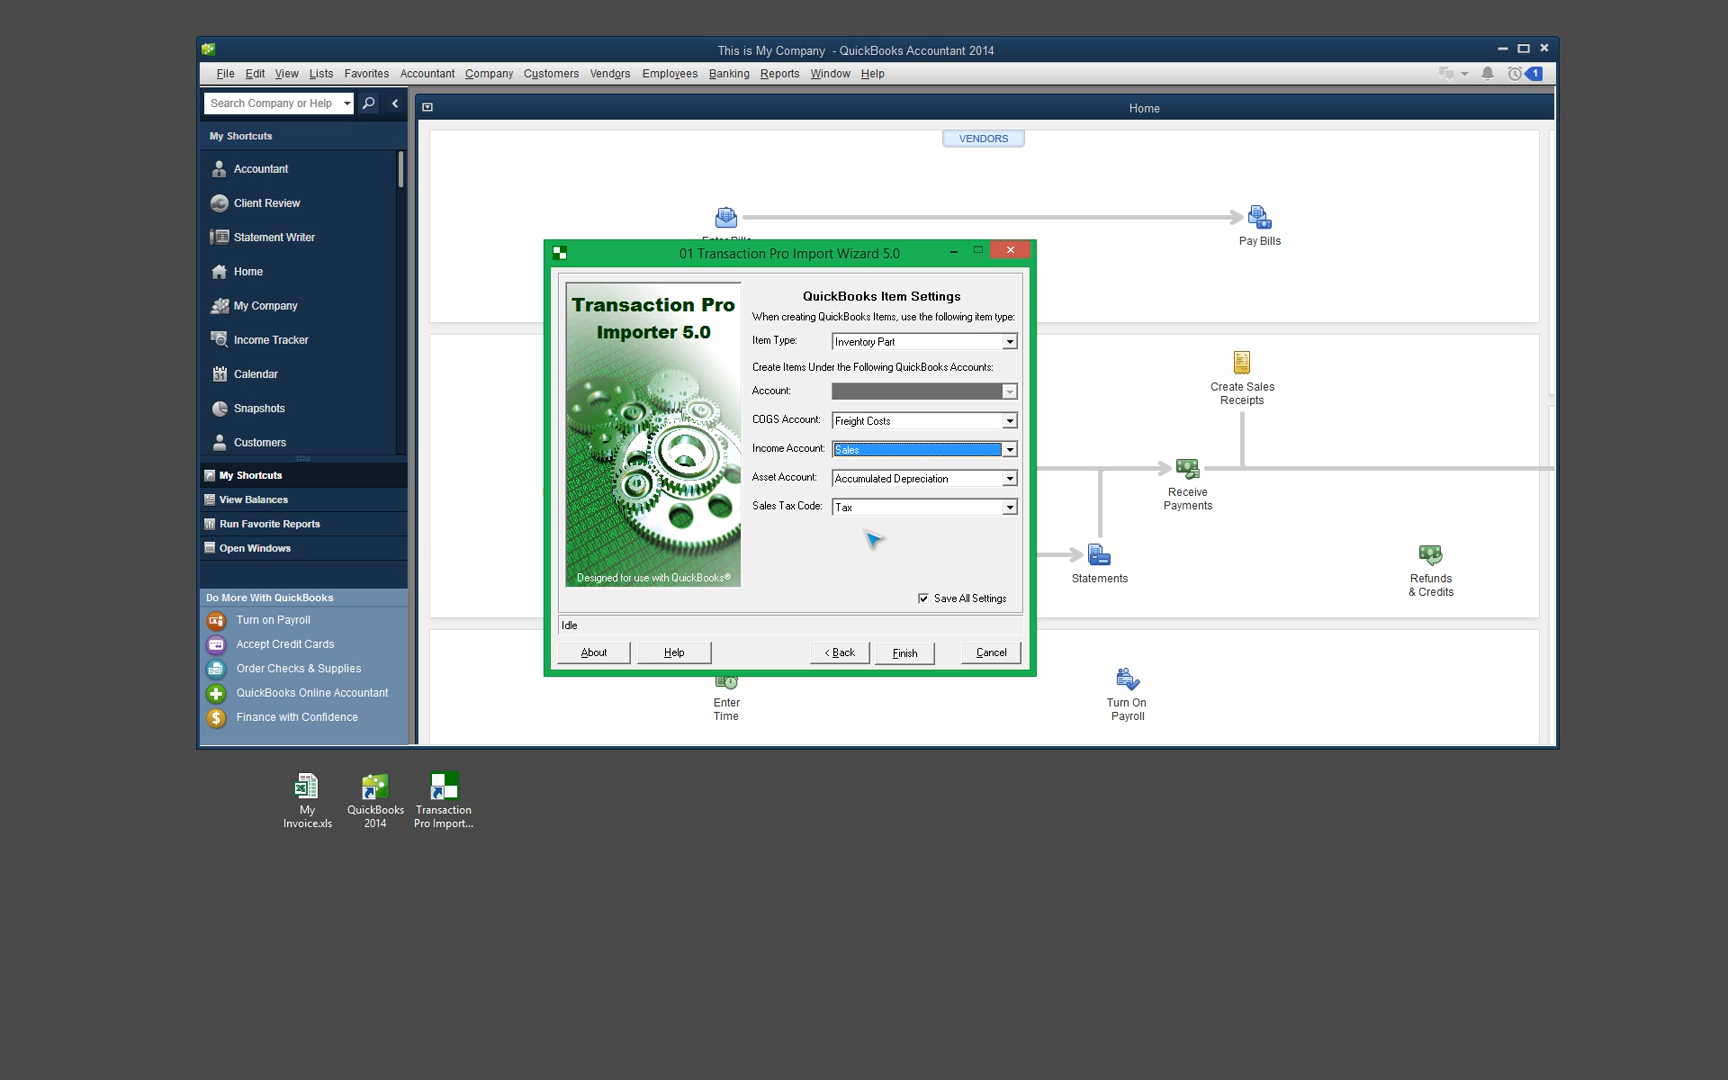 This is My Company - QuickBooks Accountant 2014
File Edit View Lists Favorites Accountant Company Customers Vendors Employees Banking Reports Window Help
1
Search Company or Help
Home
My Shortcuts
Accountant
Client Review
Statement Writer
Home
My Company
Income Tracker
Calendar
Snapshots
Customers
My Shortcuts
View Balances
Run Favorite Reports
Open Windows
Do More With QuickBooks
Turn on Payroll
Accept Credit Cards
Order Checks & Supplies
QuickBooks Online Accountant
Finance with Confidence
VENDORS
Enter Bills
Pay Bills
Create Sales
Receipts
Receive
Payments
Statements
Refunds
& Credits
Enter
Time
Turn On
Payroll
01 Transaction Pro Import Wizard 5.0
Transaction Pro
Importer 5.0
Designed for use with QuickBooks®
QuickBooks Item Settings
When creating QuickBooks Items, use the following item type:
Item Type: Inventory Part
Create Items Under the Following QuickBooks Accounts:
Account:
COGS Account: Freight Costs
Income Account: Sales
Asset Account: Accumulated Depreciation
Sales Tax Code: Tax
Save All Settings
Idle
About Help < Back Finish Cancel
My
Invoice.xls
QuickBooks
2014
Transaction
Pro Import...